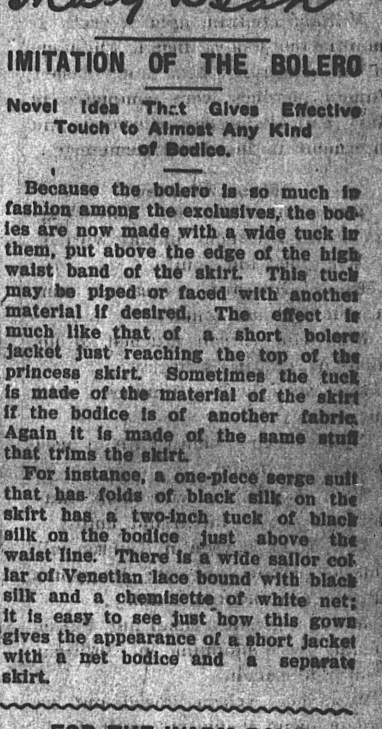 Mary Dean
IMITATION OF THE BOLERO
Novel Idea That Gives Effective
Touch to Almost Any Kind
of Bodice.
Because the bolero is so much in
fashion among the exclusives, the bod-
ies are now made with a wide tuck in
them, put above the edge of the high
waist band of the skirt. This tuck
may be piped or faced with another
material if desired. The effect is
much like that of a short bolero
jacket just reaching the top of the
princess skirt. Sometimes the tuck
is made of the material of the skirt
if the bodice is of another fabric.
Again it is made of the same stuff
that trims the skirt.
For instance, a one-piece serge suit
that has folds of black silk on the
skirt has a two-inch tuck of black
silk on the bodice just above the
waist line. There is a wide sailor col-
lar of Venetian lace bound with black
silk and a chemisette of white net;
it is easy to see just how this gown
gives the appearance of a short jacket
with a net bodice and a separate
skirt.